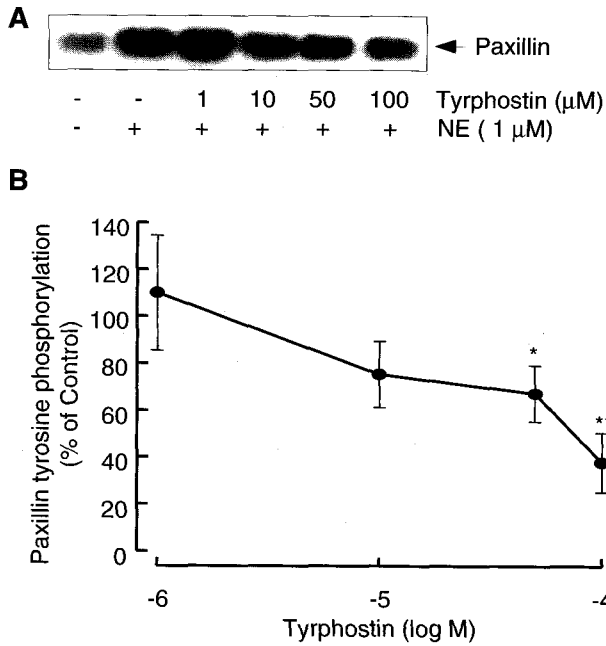 A
Paxillin
- - 1 10 50 100 Tyrphostin (µM)
- + + + + + NE ( 1 µM)
B
Paxillin tyrosine phosphorylation
(% of Control)
140
120
100
80
60
40
20
0
*
*
-6 -5 -4
Tyrphostin (log M)